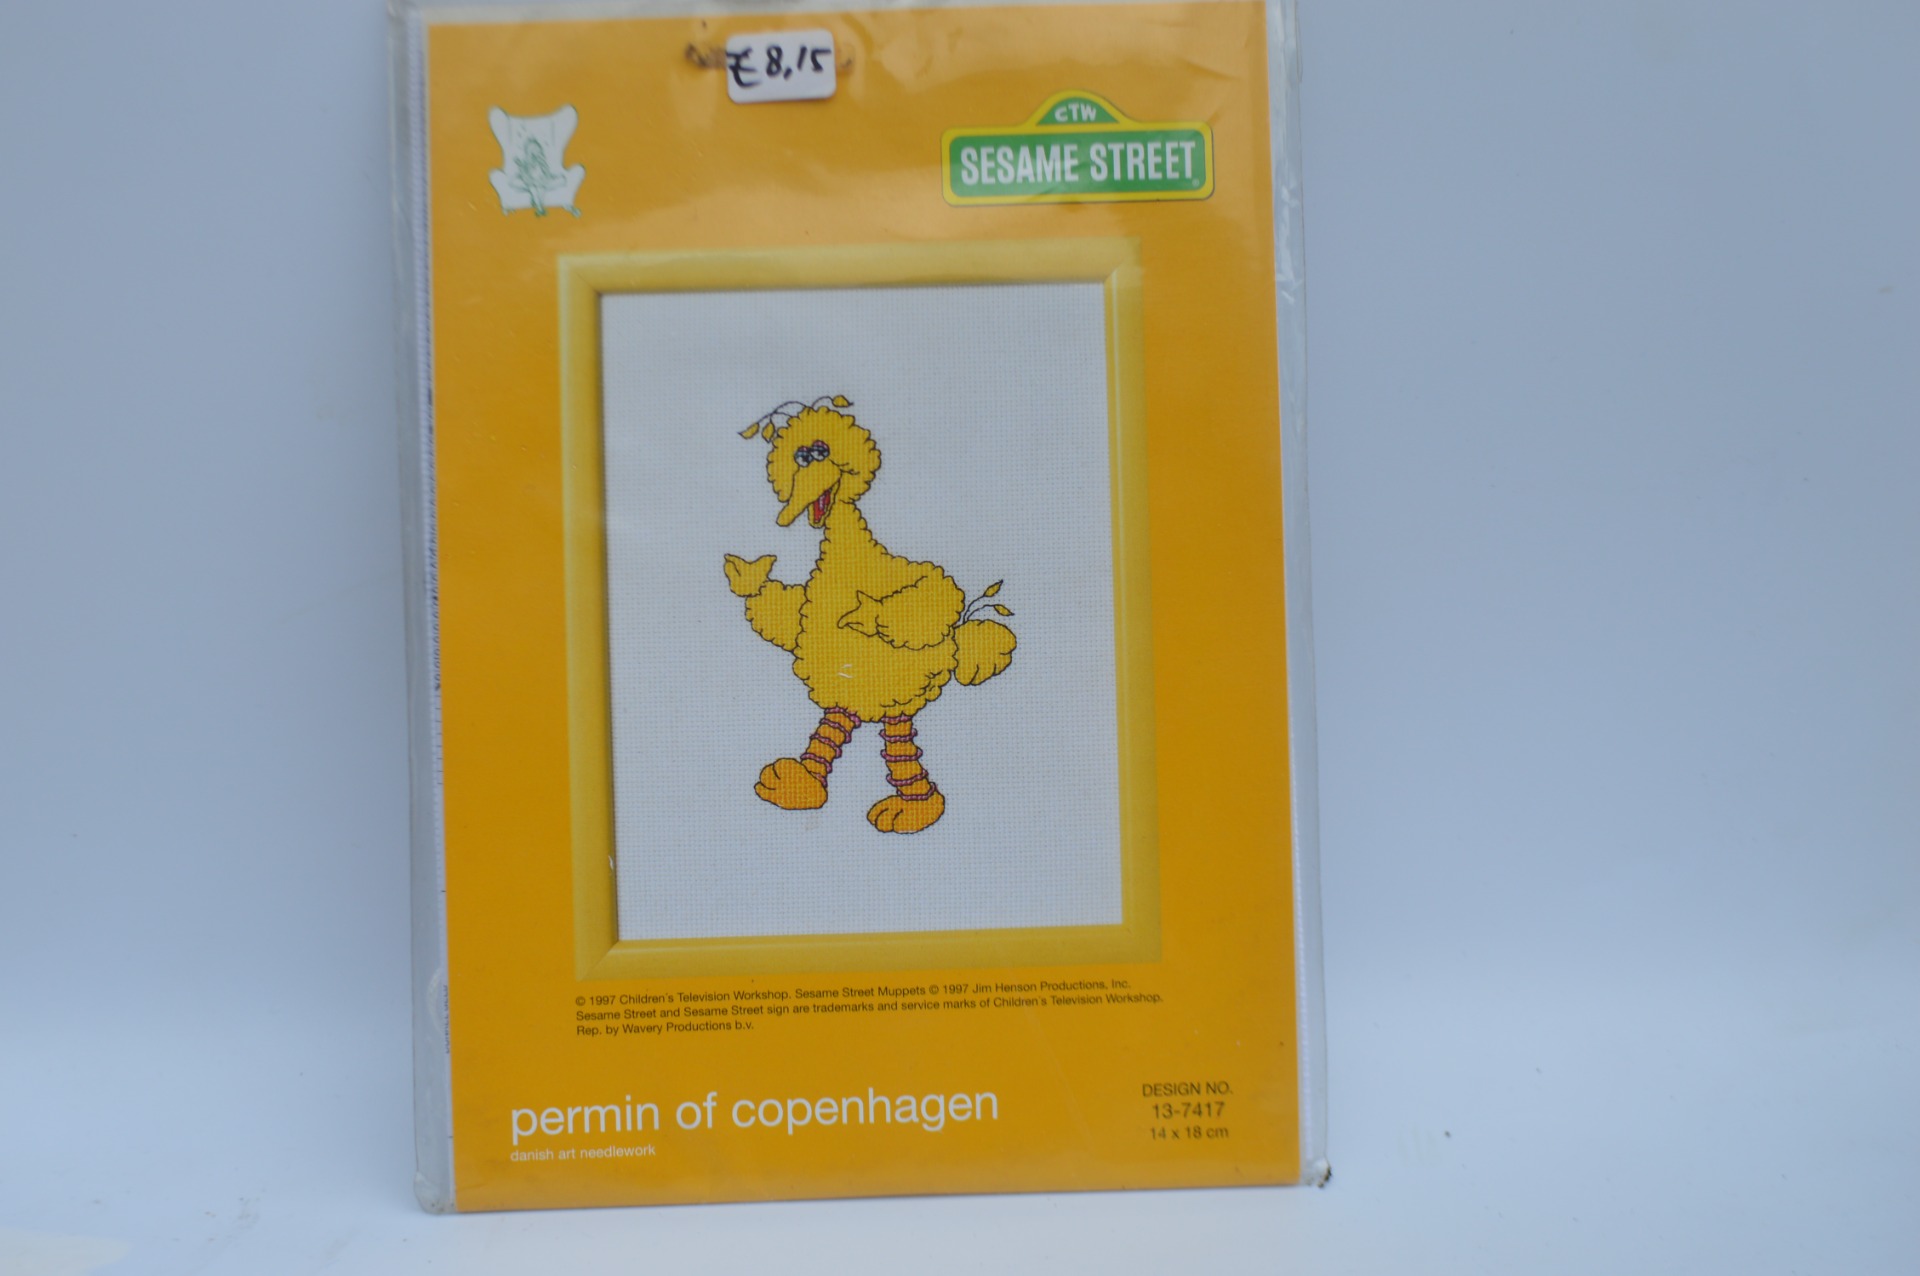 £8,15
CTW
SESAME STREET
© 1997 Children's Television Workshop. Sesame Street Muppets © 1997 Jim Henson Productions, Inc.
Sesame Street and Sesame Street sign are trademarks and service marks of Children's Television Workshop.
Rep. by Wavery Productions b.v.
permin of copenhagen
danish art needlework
DESIGN NO.
13-7417
14 x 18 cm